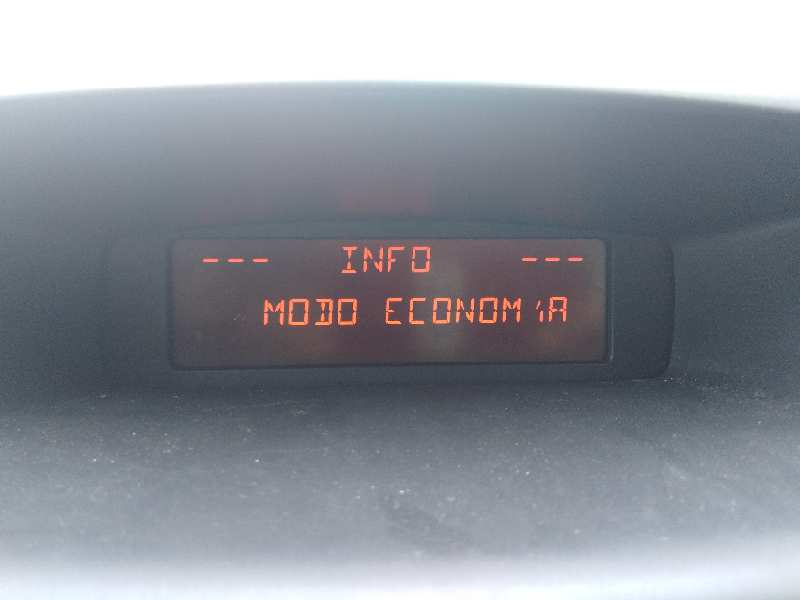 --- INFO ---
MODO ECONOMíA